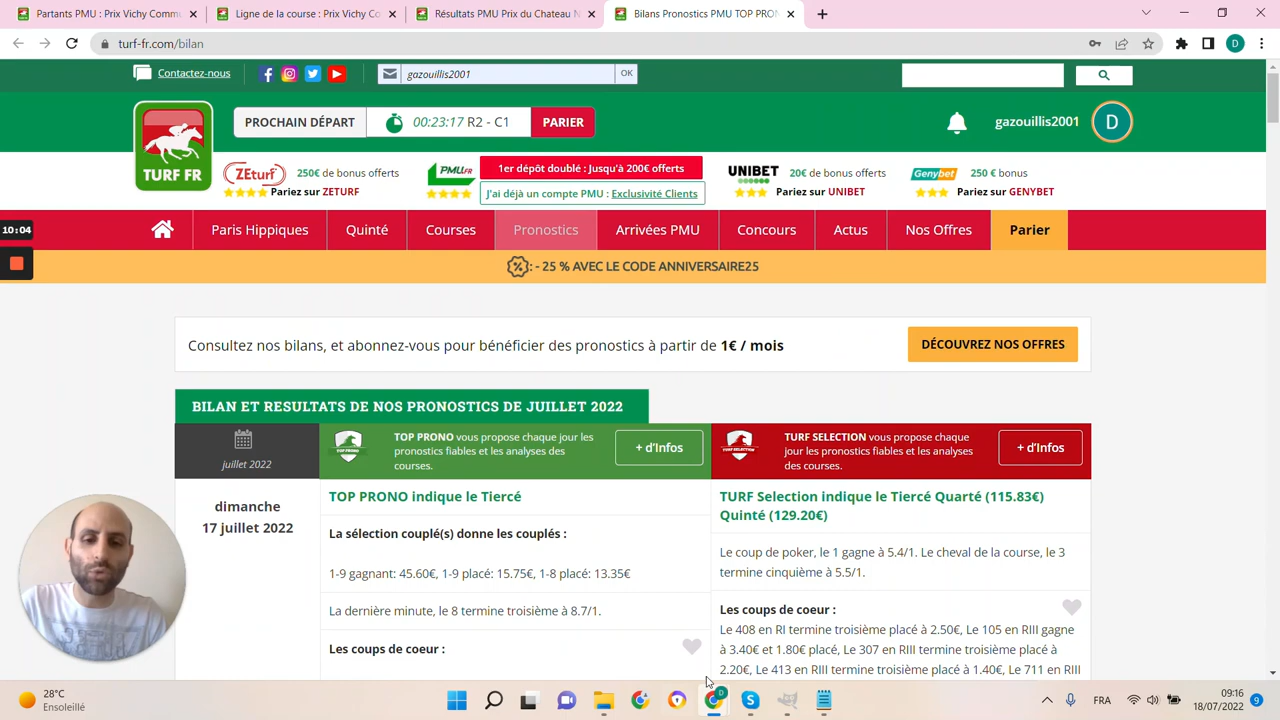 Partants PMU : Prix Vichy Commu
Ligne de la course : Prix Vichy Co
Résultats PMU Prix du Chateau N
Bilans Pronostics PMU TOP PRON
turf-fr.com/bilan
D
Contactez-nous
gazouillis2001
OK
TURF FR
PROCHAIN DÉPART
00:23:17 R2 - C1
PARIER
gazouillis2001
D
ZEturf
250€ de bonus offerts
Pariez sur ZETURF
PMU.FR
1er dépôt doublé : Jusqu'à 200€ offerts
J'ai déjà un compte PMU : Exclusivité Clients
UNIBET
20€ de bonus offerts
Pariez sur UNIBET
Genybet
250 € bonus
Pariez sur GENYBET
10:04
Paris Hippiques
Quinté
Courses
Pronostics
Arrivées PMU
Concours
Actus
Nos Offres
Parier
: - 25 % AVEC LE CODE ANNIVERSAIRE25
Consultez nos bilans, et abonnez-vous pour bénéficier des pronostics à partir de 1€ / mois
DÉCOUVREZ NOS OFFRES
BILAN ET RESULTATS DE NOS PRONOSTICS DE JUILLET 2022
juillet 2022
TOP PRONO
TOP PRONO vous propose chaque jour les
pronostics fiables et les analyses des
courses.
+ d'Infos
TURF SELECTION
TURF SELECTION vous propose chaque
jour les pronostics fiables et les analyses
des courses.
+ d'Infos
dimanche
17 juillet 2022
TOP PRONO indique le Tiercé
La sélection couplé(s) donne les couplés :
1-9 gagnant: 45.60€, 1-9 placé: 15.75€, 1-8 placé: 13.35€
La dernière minute, le 8 termine troisième à 8.7/1.
Les coups de coeur :
TURF Selection indique le Tiercé Quarté (115.83€)
Quinté (129.20€)
Le coup de poker, le 1 gagne à 5.4/1. Le cheval de la course, le 3
termine cinquième à 5.5/1.
Les coups de coeur :
Le 408 en RI termine troisième placé à 2.50€, Le 105 en RIII gagne
à 3.40€ et 1.80€ placé, Le 307 en RIII termine troisième placé à
2.20€, Le 413 en RIII termine troisième placé à 1.40€, Le 711 en RIII
28°C
Ensoleillé
D
FRA
09:16
18/07/2022
9